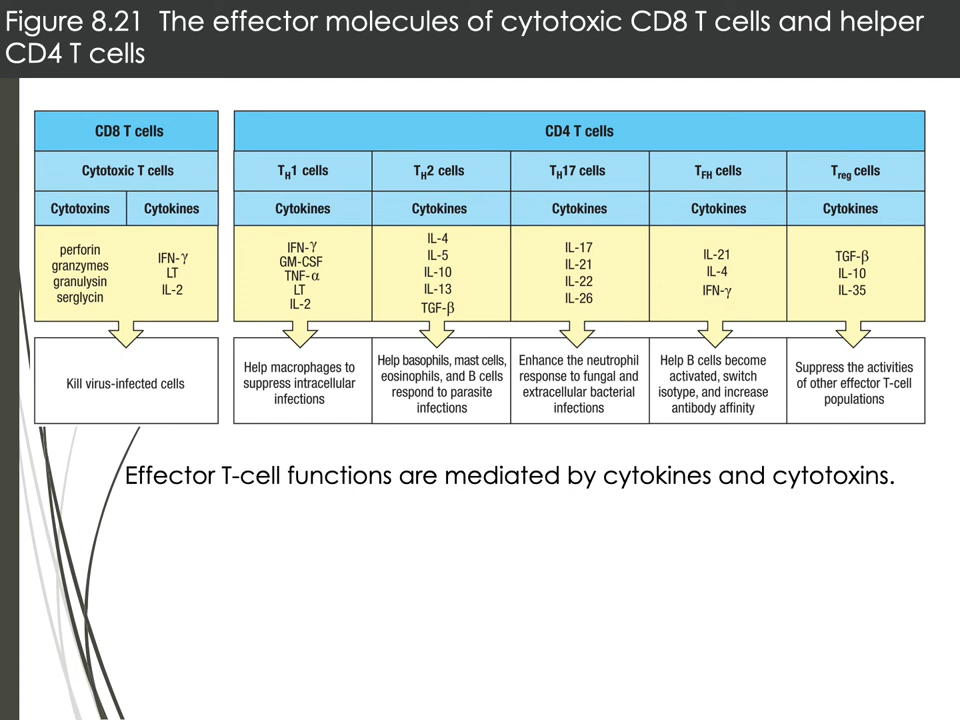 Figure 8.21  The effector molecules of cytotoxic CD8 T cells and helper
CD4 T cells
CD8 T cells
Cytotoxic T cells
Cytotoxins
Cytokines
perforin
granzymes
granulysin
serglycin
IFN-γ
LT
IL-2
Kill virus-infected cells
CD4 T cells
TH1 cells
Cytokines
IFN-γ
GM-CSF
TNF-α
LT
IL-2
Help macrophages to
suppress intracellular
infections
TH2 cells
Cytokines
IL-4
IL-5
IL-10
IL-13
TGF-β
Help basophils, mast cells,
eosinophils, and B cells
respond to parasite
infections
TH17 cells
Cytokines
IL-17
IL-21
IL-22
IL-26
Enhance the neutrophil
response to fungal and
extracellular bacterial
infections
TFH cells
Cytokines
IL-21
IL-4
IFN-γ
Help B cells become
activated, switch
isotype, and increase
antibody affinity
Treg cells
Cytokines
TGF-β
IL-10
IL-35
Suppress the activities
of other effector T-cell
populations
Effector T-cell functions are mediated by cytokines and cytotoxins.